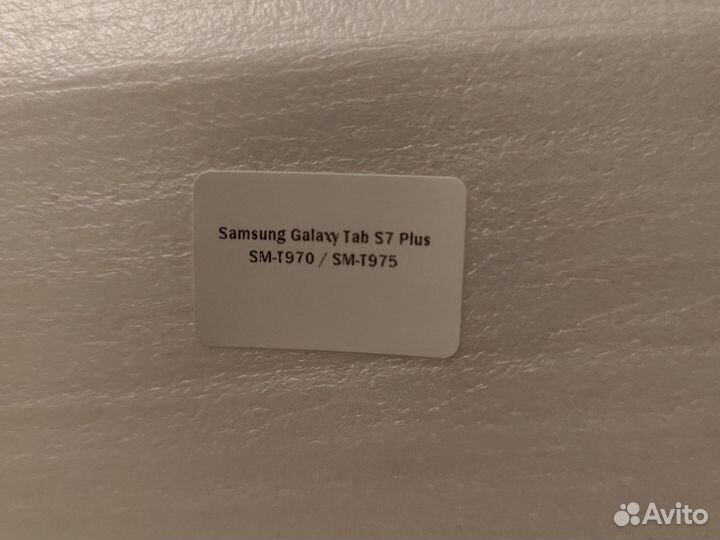 Samsung Galaxy Tab S7 Plus
SM-T970 / SM-T975
Avito